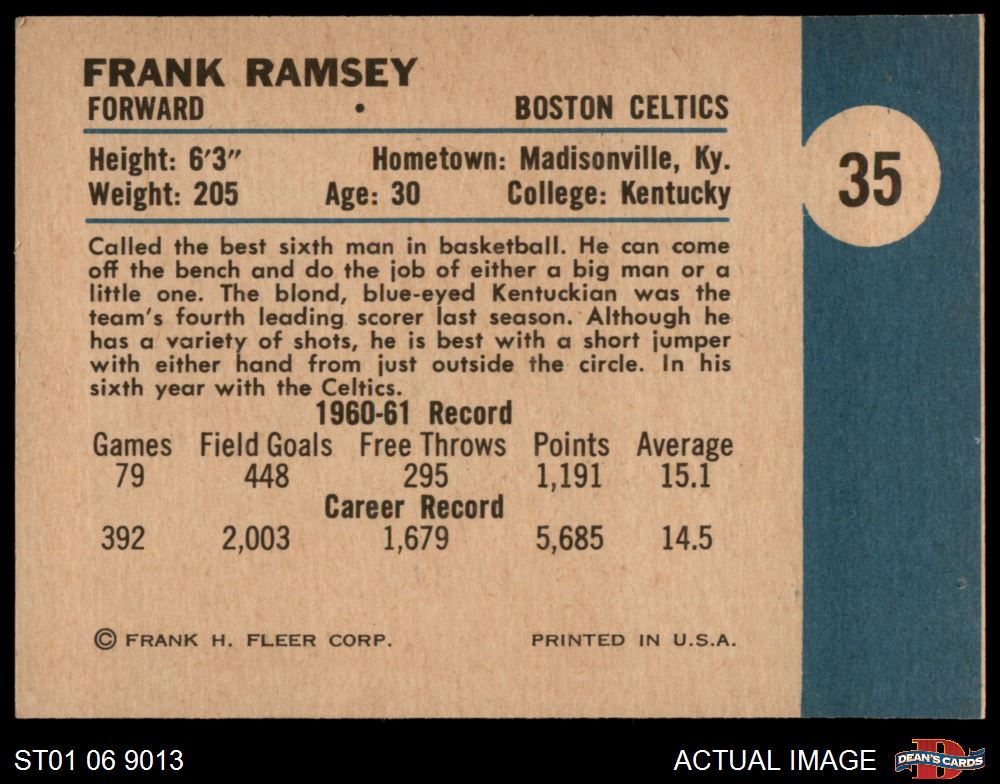 FRANK RAMSEY
FORWARD • BOSTON CELTICS
Height: 6'3" Hometown: Madisonville, Ky.
Weight: 205 Age: 30 College: Kentucky
35
Called the best sixth man in basketball. He can come
off the bench and do the job of either a big man or a
little one. The blond, blue-eyed Kentuckian was the
team's fourth leading scorer last season. Although he
has a variety of shots, he is best with a short jumper
with either hand from just outside the circle. In his
sixth year with the Celtics.
1960-61 Record
Games Field Goals Free Throws Points Average
79 448 295 1,191 15.1
Career Record
392 2,003 1,679 5,685 14.5
© FRANK H. FLEER CORP. PRINTED IN U.S.A.
ST01 06 9013 ACTUAL IMAGE D DEAN'S CARDS